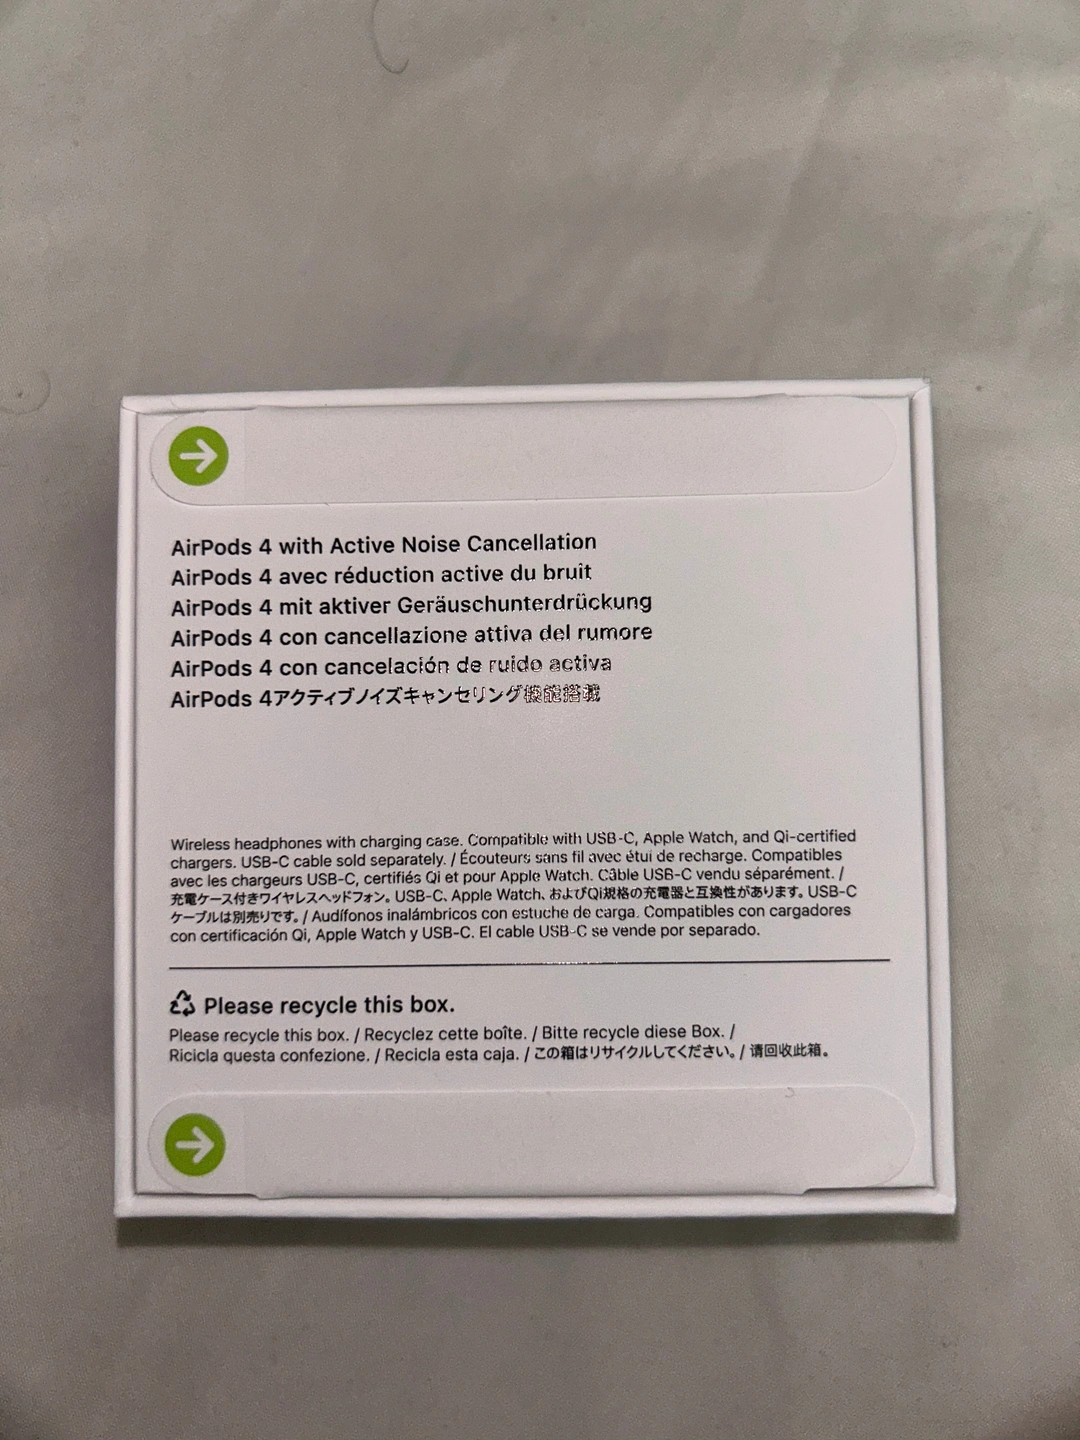 AirPods 4 with Active Noise Cancellation
AirPods 4 avec réduction active du bruit
AirPods 4 mit aktiver Geräuschunterdrückung
AirPods 4 con cancellazione attiva del rumore
AirPods 4 con cancelación de ruido activa
AirPods 4アクティブノイズキャンセリング機能搭載
Wireless headphones with charging case. Compatible with USB-C, Apple Watch, and Qi-certified
chargers. USB-C cable sold separately. / Écouteurs sans fil avec étui de recharge. Compatibles
avec les chargeurs USB-C, certifiés Qi et pour Apple Watch. Câble USB-C vendu séparément. /
充電ケース付きワイヤレスヘッドフォン。USB-C、Apple Watch、およびQi規格の充電器と互換性があります。USB-C
ケーブルは別売りです。/ Audífonos inalámbricos con estuche de carga. Compatibles con cargadores
con certificación Qi, Apple Watch y USB-C. El cable USB-C se vende por separado.
Please recycle this box.
Please recycle this box. / Recyclez cette boîte. / Bitte recycle diese Box. /
Ricicla questa confezione. / Recicla esta caja. / この箱はリサイクルしてください。/ 请回收此箱。